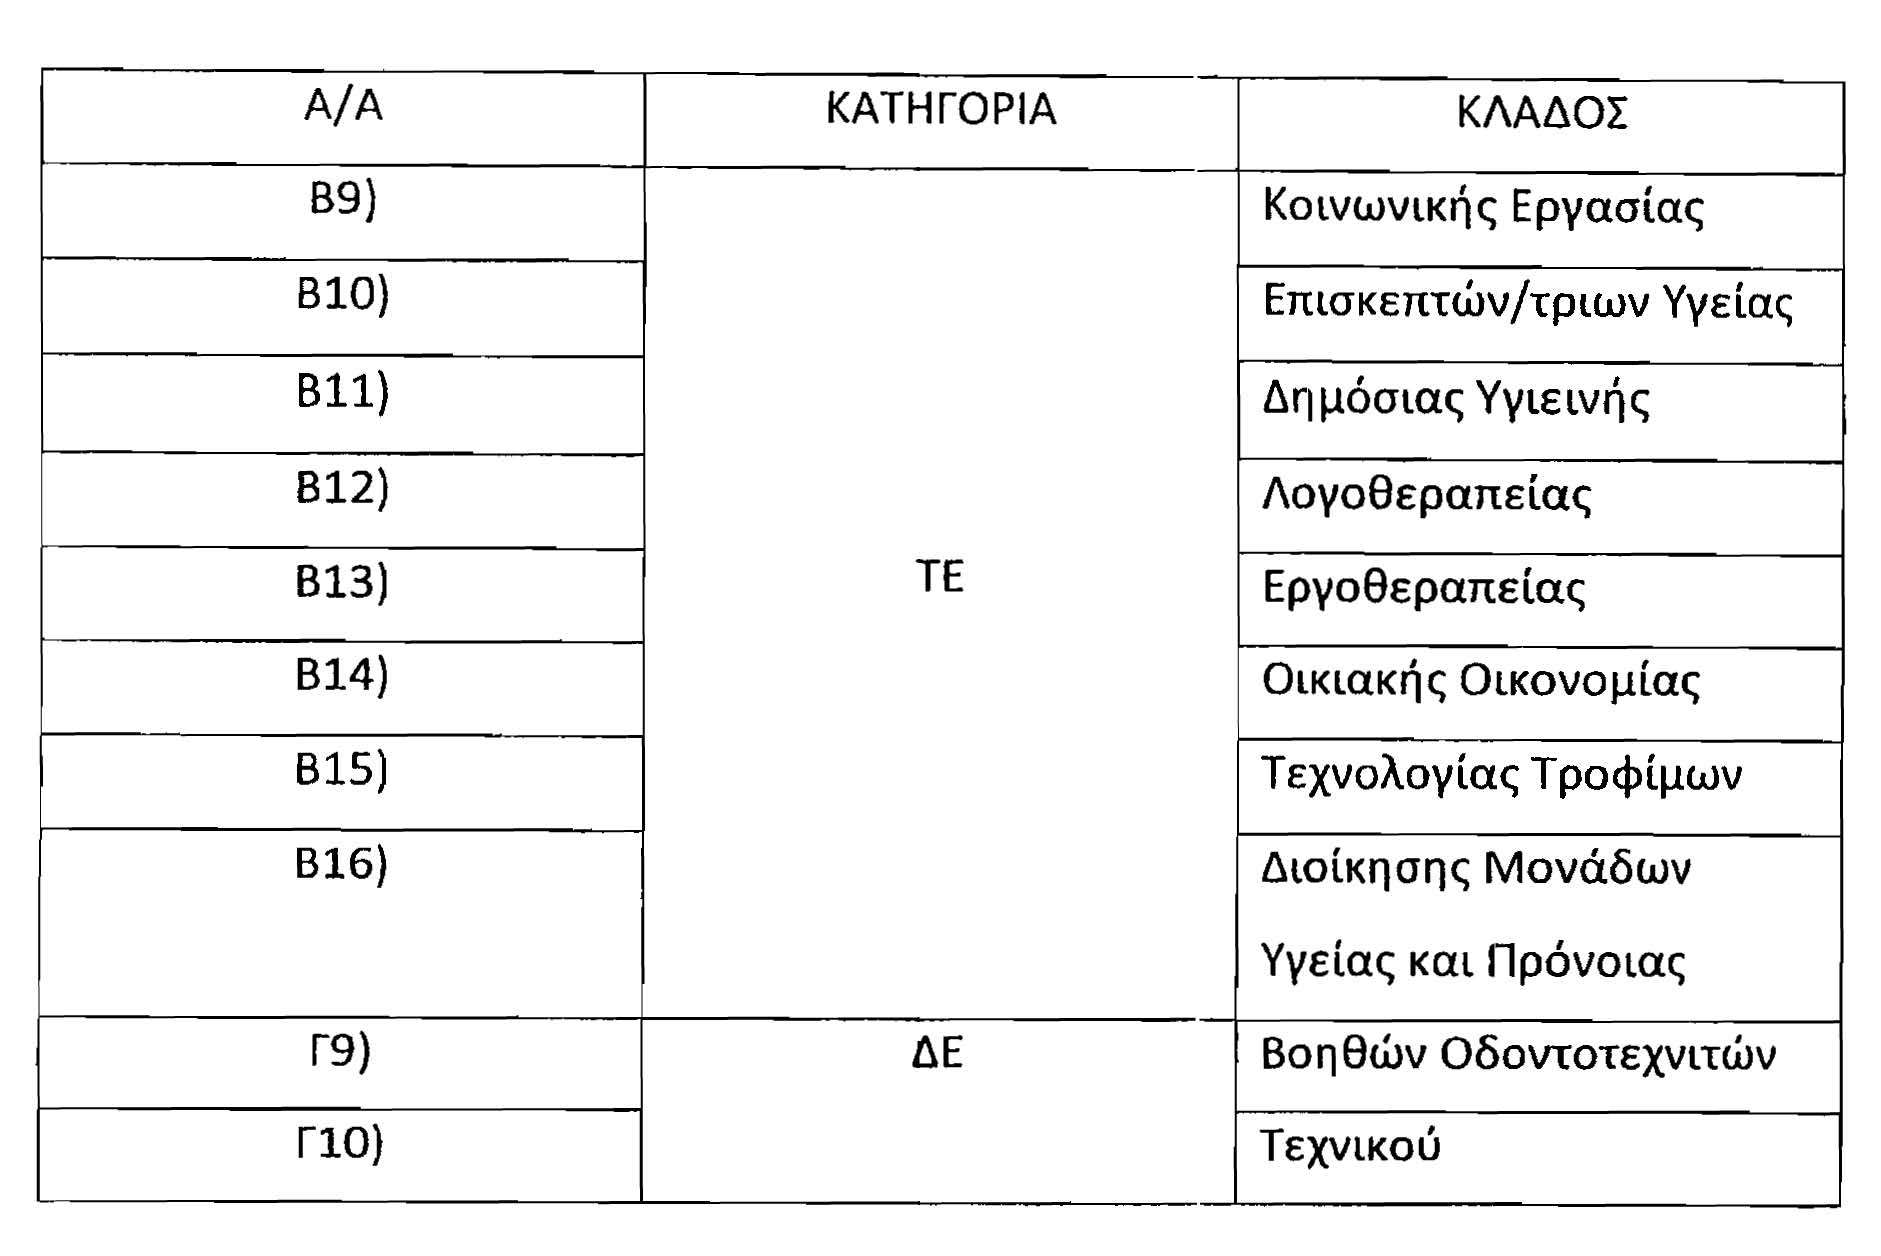 Α/Α ΚΑΤΗΓΟΡΙΑ ΚΛΑΔΟΣ
Β9) Κοινωνικής Εργασίας
Β10) Επισκεπτών/τριων Υγείας
Β11) Δημόσιας Υγιεινής
Β12) Λογοθεραπείας
Β13) ΤΕ Εργοθεραπείας
Β14) Οικιακής Οικονομίας
Β15) Τεχνολογίας Τροφίμων
Β16) Διοίκησης Μονάδων
Υγείας και Πρόνοιας
Γ9) ΔΕ Βοηθών Οδοντοτεχνιτών
Γ10) Τεχνικού